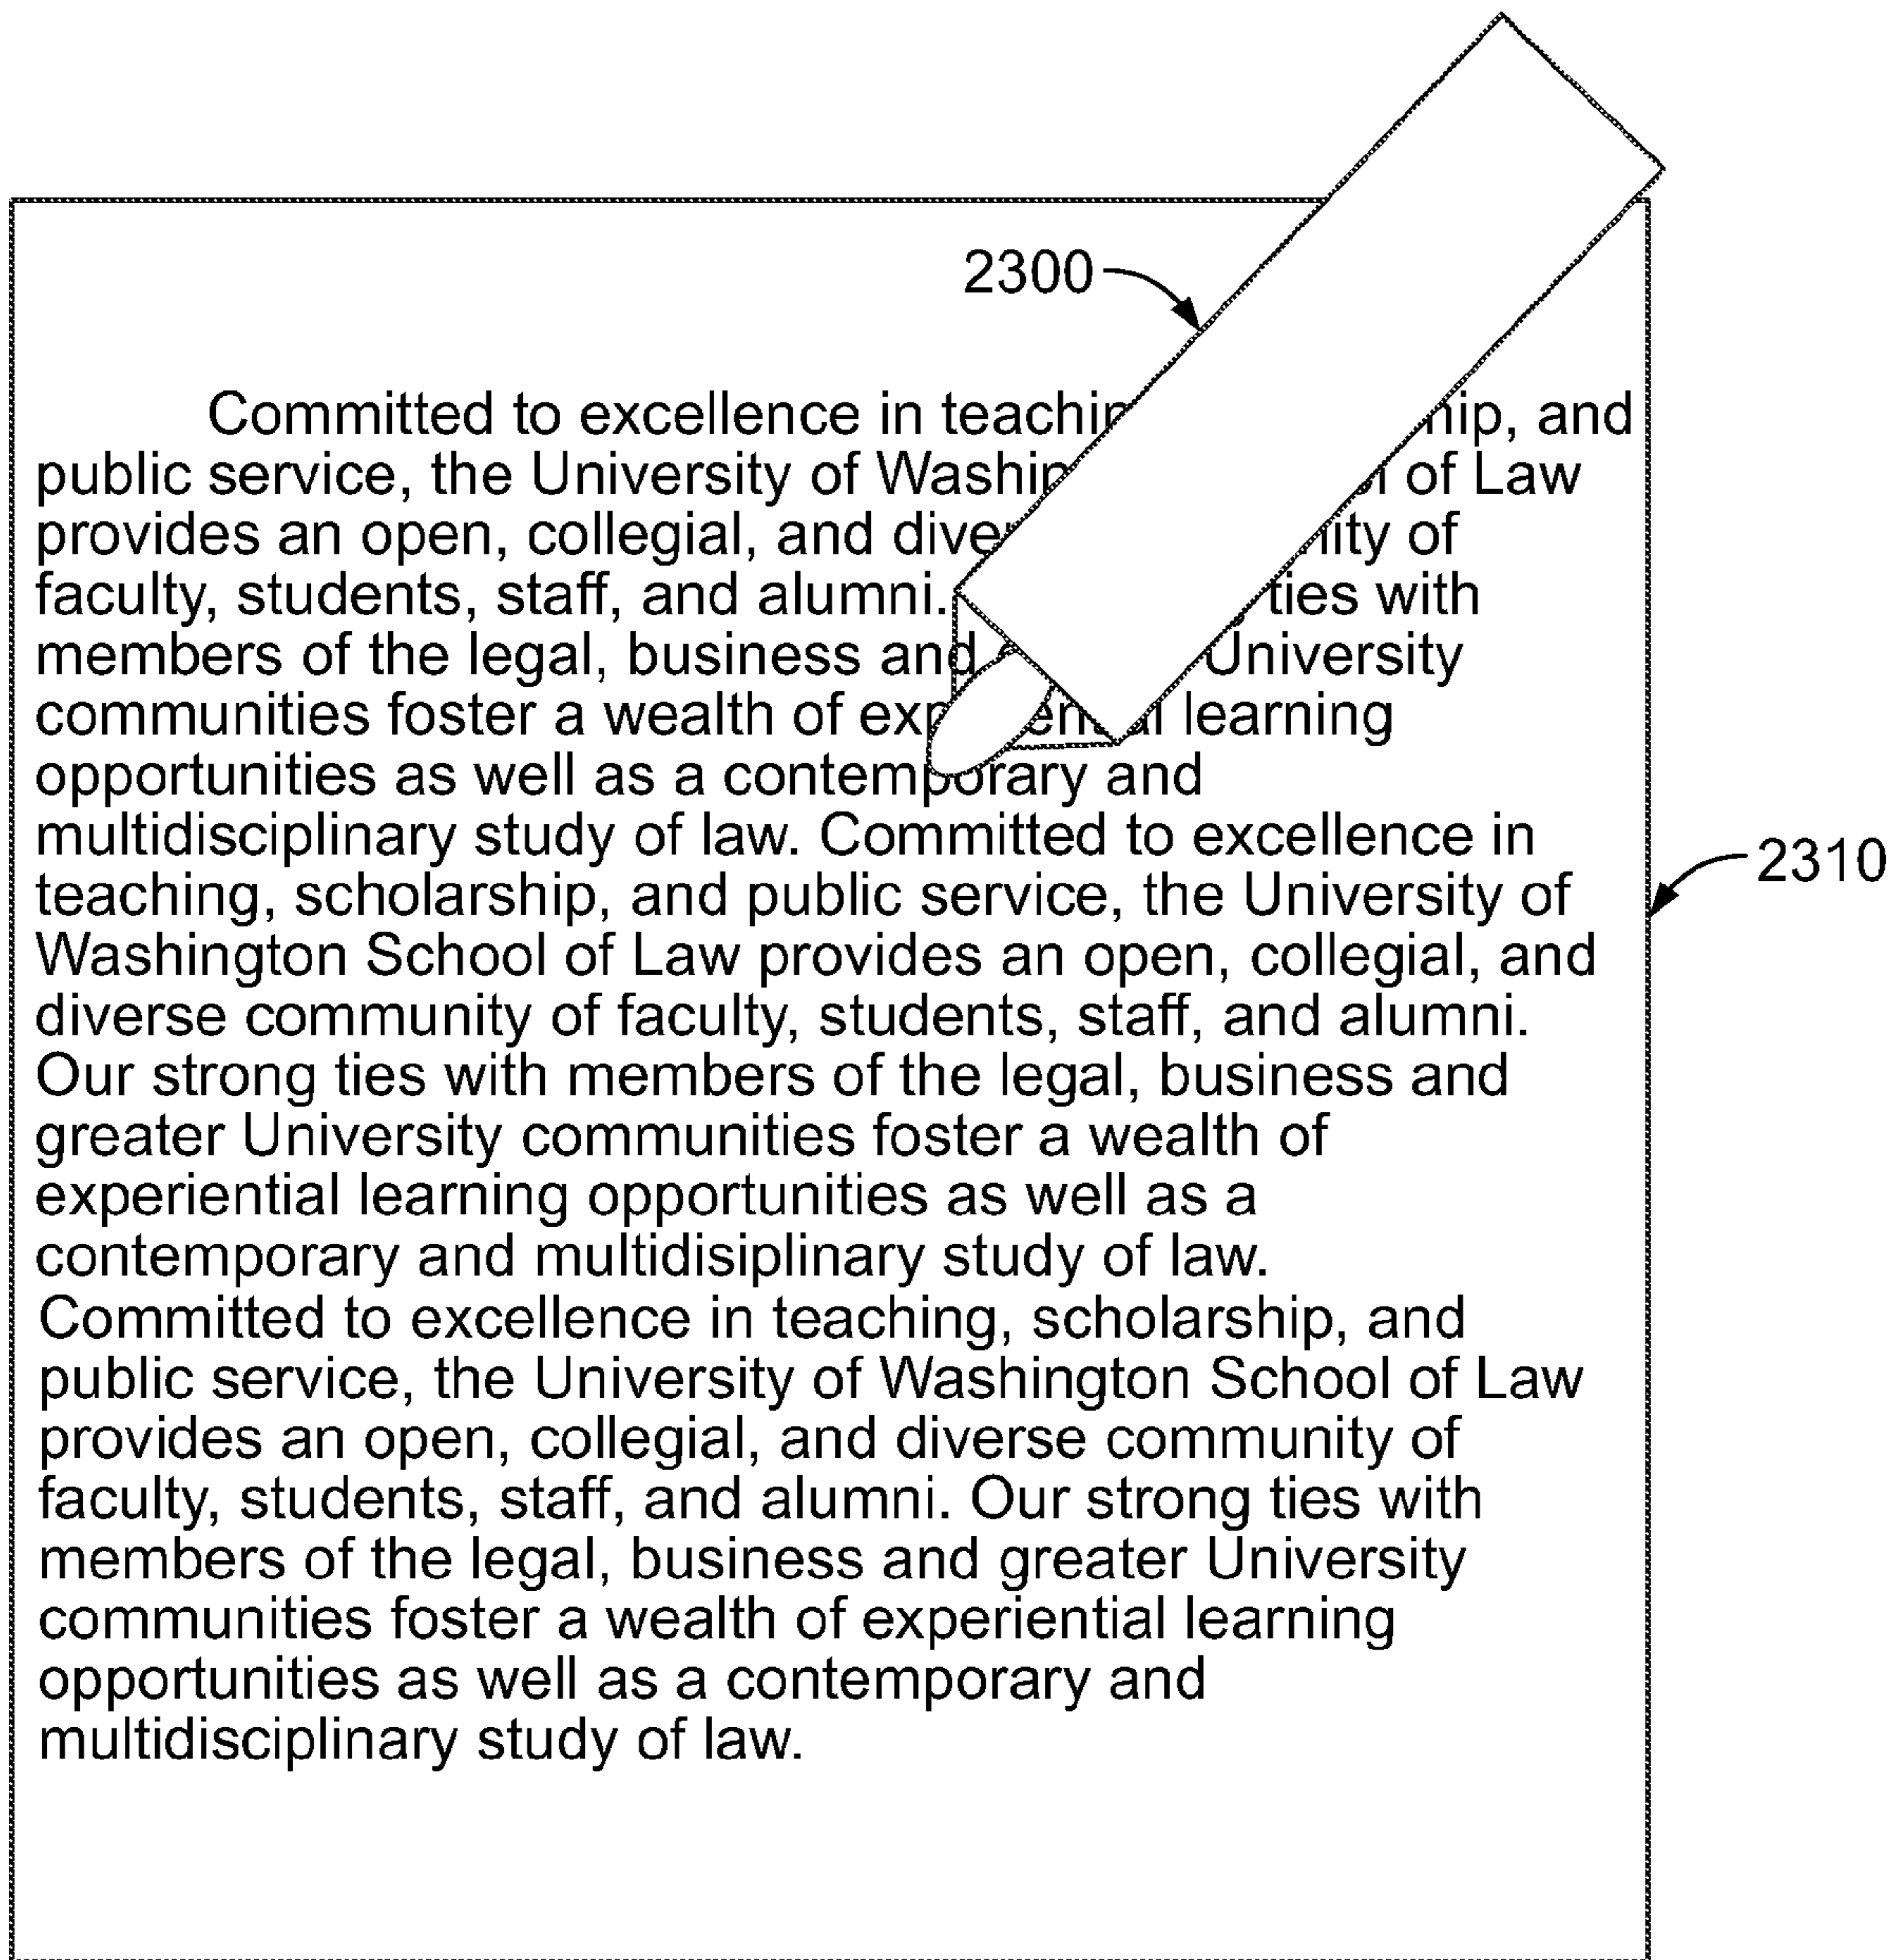 2300
Committed to excellence in and
public service, the University of of Law
provides an open, collegial, and of
faculty, students, staff, and alumni. ties with
members of the legal, business and University
communities foster a wealth of learning
opportunities as well as a contemporary and
multidisciplinary study of law. Committed to excellence in
teaching, scholarship, and public service, the University of
Washington School of Law provides an open, collegial, and
diverse community of faculty, students, staff, and alumni.
Our strong ties with members of the legal, business and
greater University communities foster a wealth of
experiential learning opportunities as well as a
contemporary and multidisiplinary study of law.
Committed to excellence in teaching, scholarship, and
public service, the University of Washington School of Law
provides an open, collegial, and diverse community of
faculty, students, staff, and alumni. Our strong ties with
members of the legal, business and greater University
communities foster a wealth of experiential learning
opportunities as well as a contemporary and
multidisciplinary study of law.
2310